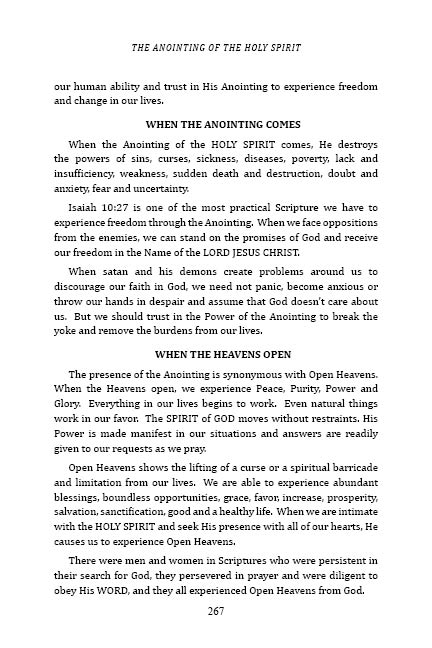 THE ANOINTING OF THE HOLY SPIRIT
our human ability and trust in His Anointing to experience freedom
and change in our lives.
WHEN THE ANOINTING COMES
When the Anointing of the HOLY SPIRIT comes, He destroys
the powers of sins, curses, sickness, diseases, poverty, lack and
insufficiency, weakness, sudden death and destruction, doubt and
anxiety, fear and uncertainty.
Isaiah 10:27 is one of the most practical Scripture we have to
experience freedom through the Anointing. When we face oppositions
from the enemies, we can stand on the promises of God and receive
our freedom in the Name of the LORD JESUS CHRIST.
When satan and his demons create problems around us to
discourage our faith in God, we need not panic, become anxious or
throw our hands in despair and assume that God doesn't care about
us. But we should trust in the Power of the Anointing to break the
yoke and remove the burdens from our lives.
WHEN THE HEAVENS OPEN
The presence of the Anointing is synonymous with Open Heavens.
When the Heavens open, we experience Peace, Purity, Power and
Glory. Everything in our lives begins to work. Even natural things
work in our favor. The SPIRIT of GOD moves without restraints. His
Power is made manifest in our situations and answers are readily
given to our requests as we pray.
Open Heavens shows the lifting of a curse or a spiritual barricade
and limitation from our lives. We are able to experience abundant
blessings, boundless opportunities, grace, favor, increase, prosperity,
salvation, sanctification, good and a healthy life. When we are intimate
with the HOLY SPIRIT and seek His presence with all of our hearts, He
causes us to experience Open Heavens.
There were men and women in Scriptures who were persistent in
their search for God, they persevered in prayer and were diligent to
obey His WORD, and they all experienced Open Heavens from God.
267